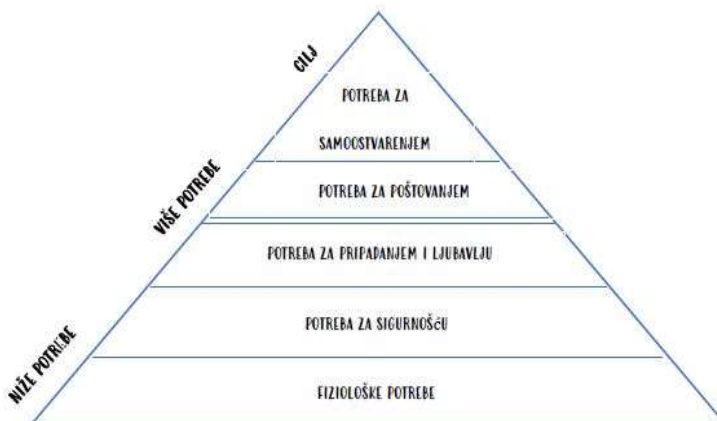 CILJ
POTREBA ZA
SAMOOSTVARENJEM
VIŠE POTREBE
POTREBA ZA POŠTOVANJEM
POTREBA ZA PRIPADANJEM I LJUBAVLJU
POTREBA ZA SIGURNOŠću
NIŽE POTREBE
FIZIOLOŠKE POTREBE